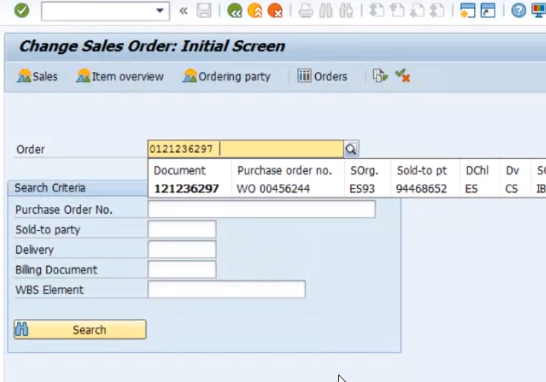 Change Sales Order: Initial Screen
Sales Item overview Ordering party Orders
Order 0121236297
Document Purchase order no. SOrg. Sold-to pt DChl Dv
121236297 WO 00456244 ES93 94468652 ES CS IB
Search Criteria
Purchase Order No.
Sold-to party
Delivery
Billing Document
WBS Element
Search